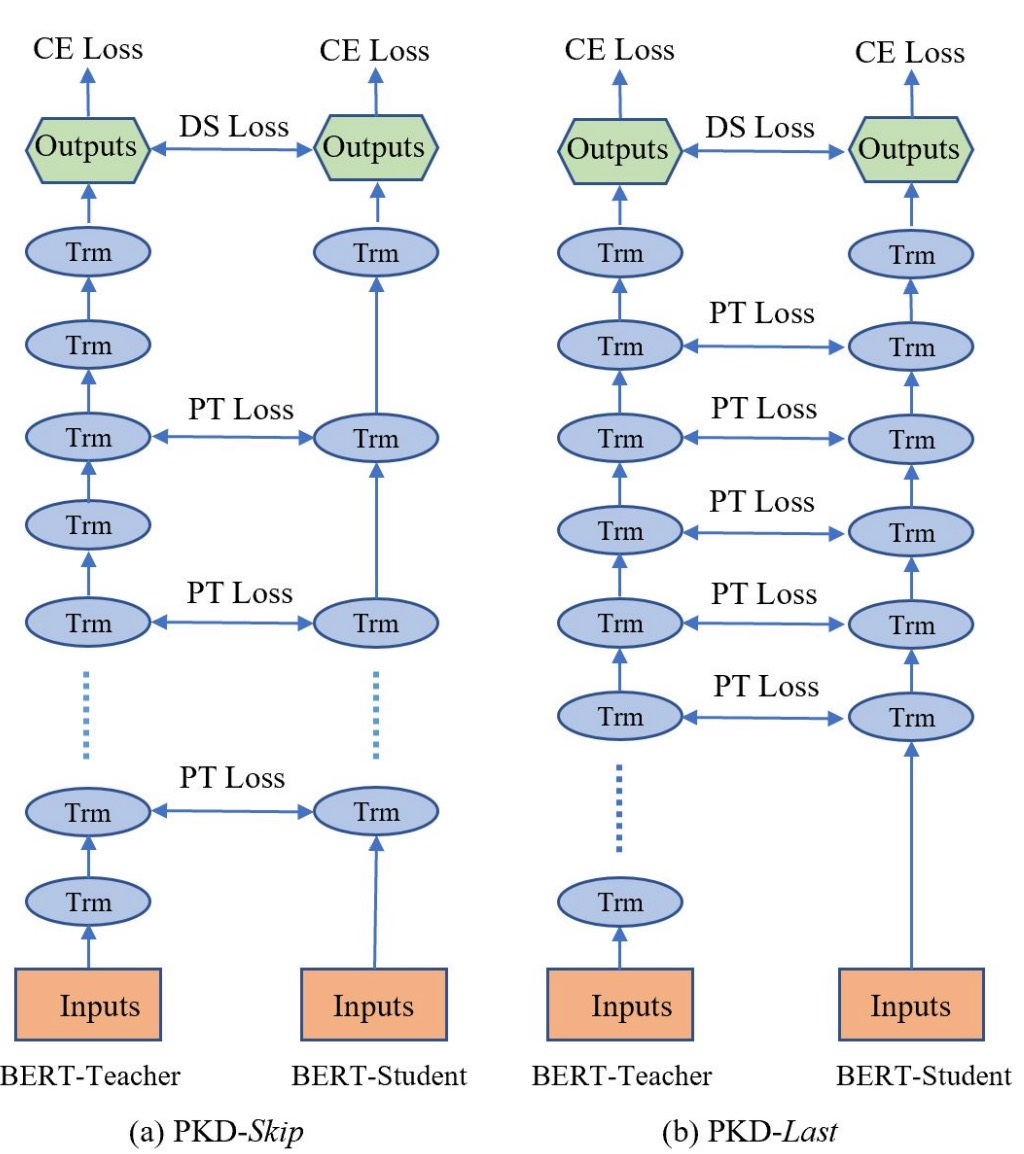 CE Loss
CE Loss
Outputs
DS Loss
Outputs
Trm
Trm
Trm
Trm
PT Loss
Trm
Trm
Trm
PT Loss
Trm
PT Loss
Trm
Trm
Trm
Inputs
Inputs
BERT-Teacher
BERT-Student
(a) PKD-Skip
CE Loss
CE Loss
Outputs
DS Loss
Outputs
Trm
Trm
Trm
PT Loss
Trm
Trm
PT Loss
Trm
Trm
PT Loss
Trm
Trm
PT Loss
Trm
Trm
PT Loss
Trm
Trm
Inputs
Inputs
BERT-Teacher
BERT-Student
(b) PKD-Last